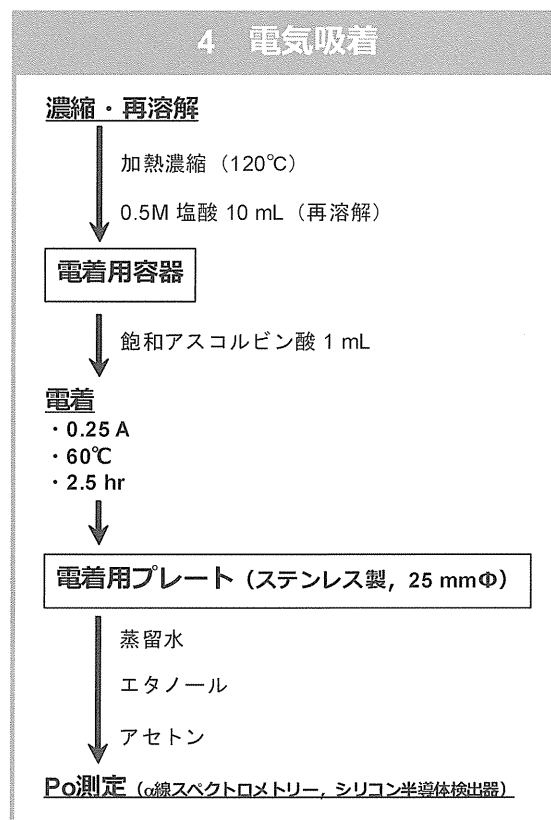 4 電気吸着
濃縮・再溶解
加熱濃縮（120℃）
0.5M 塩酸 10 mL（再溶解）
電着用容器
飽和アスコルビン酸 1 mL
電着
・0.25 A
・60℃
・2.5 hr
電着用プレート（ステンレス製，25 mmΦ）
蒸留水
エタノール
アセトン
Po測定（α線スペクトロメトリー，シリコン半導体検出器）